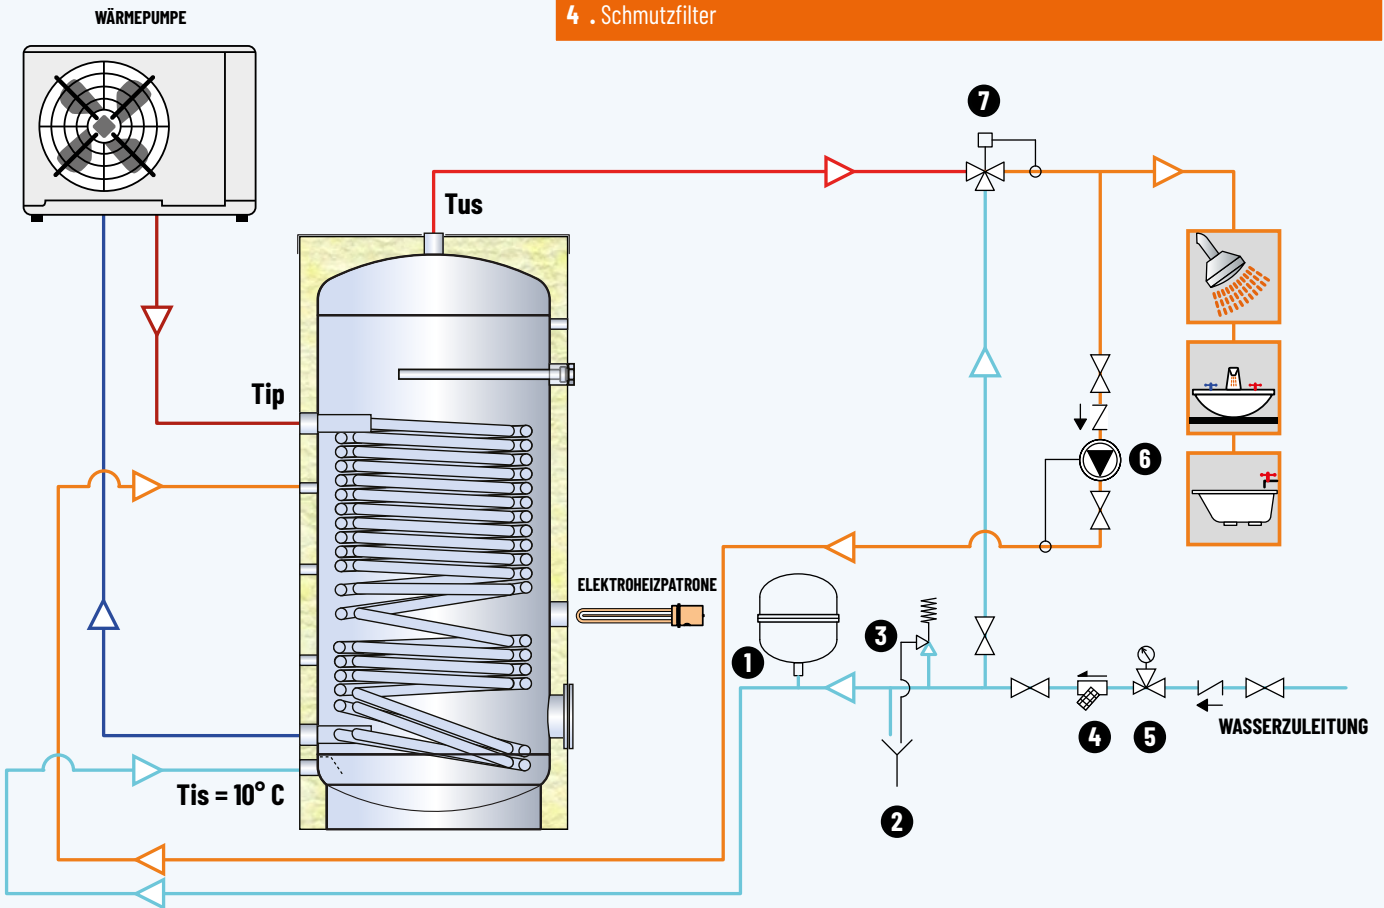 4 . Schmutzfilter
WÄRMEPUMPE
7
Tus
Tip
6
ELEKTROHEIZPATRONE
3
1
WASSERZULEITUNG
4
5
Tis = 10° C
2